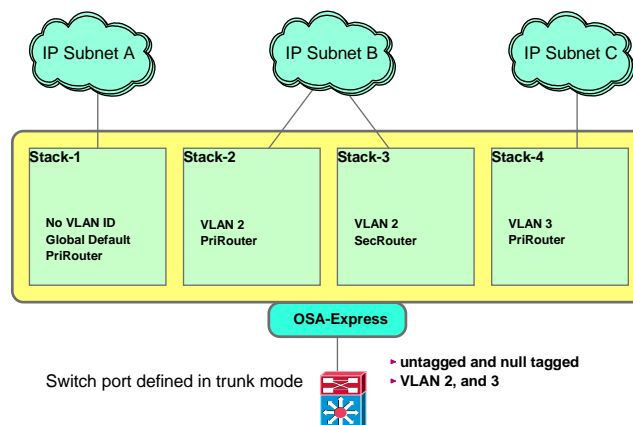 IP Subnet A
IP Subnet B
IP Subnet C
Stack-1
Stack-2
Stack-3
Stack-4
No VLAN ID
Global Default
PriRouter
VLAN 2
PriRouter
VLAN 2
SecRouter
VLAN 3
PriRouter
OSA-Express
Switch port defined in trunk mode
untagged and null tagged
VLAN 2, and 3